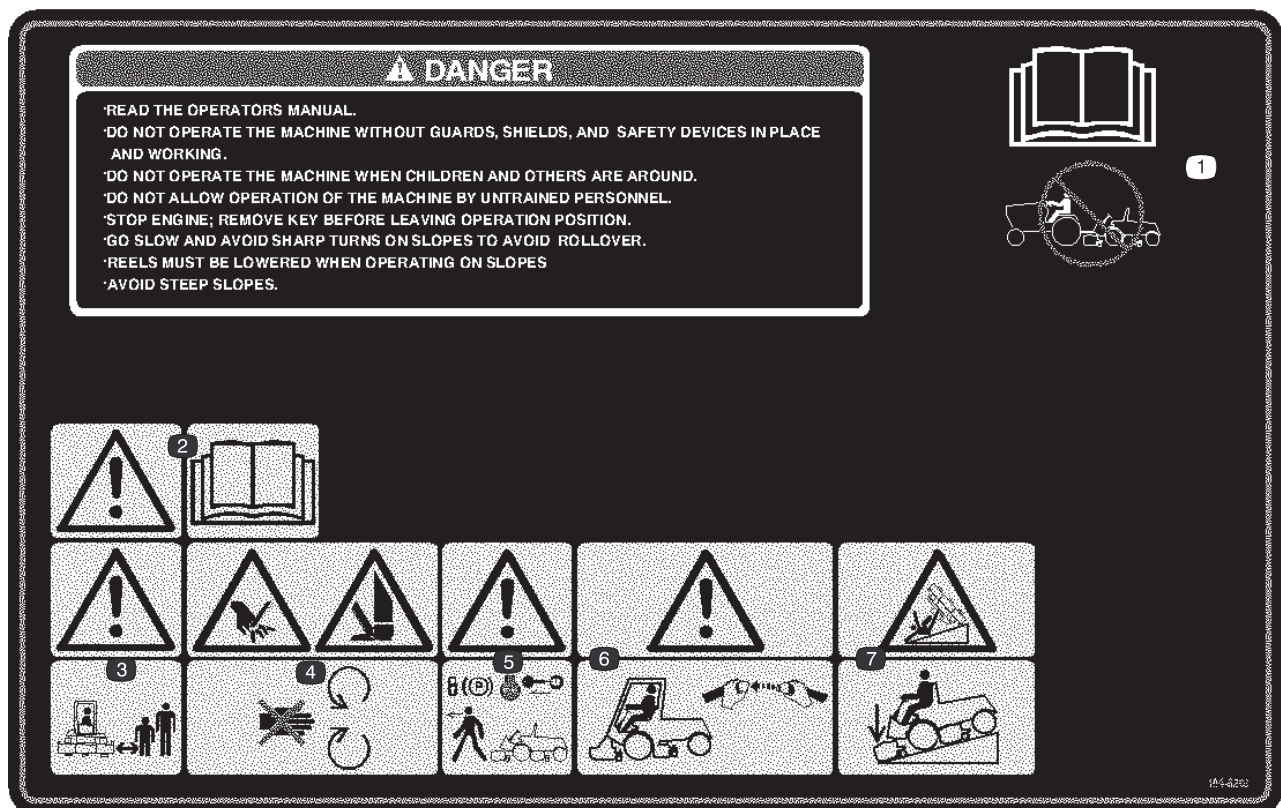 DANGER
·READ THE OPERATORS MANUAL.
·DO NOT OPERATE THE MACHINE WITHOUT GUARDS, SHIELDS, AND SAFETY DEVICES IN PLACE
AND WORKING.
·DO NOT OPERATE THE MACHINE WHEN CHILDREN AND OTHERS ARE AROUND.
·DO NOT ALLOW OPERATION OF THE MACHINE BY UNTRAINED PERSONNEL.
·STOP ENGINE; REMOVE KEY BEFORE LEAVING OPERATION POSITION.
·GO SLOW AND AVOID SHARP TURNS ON SLOPES TO AVOID ROLLOVER.
·REELS MUST BE LOWERED WHEN OPERATING ON SLOPES
·AVOID STEEP SLOPES.
1
2
3
4
5
6
7
(P)